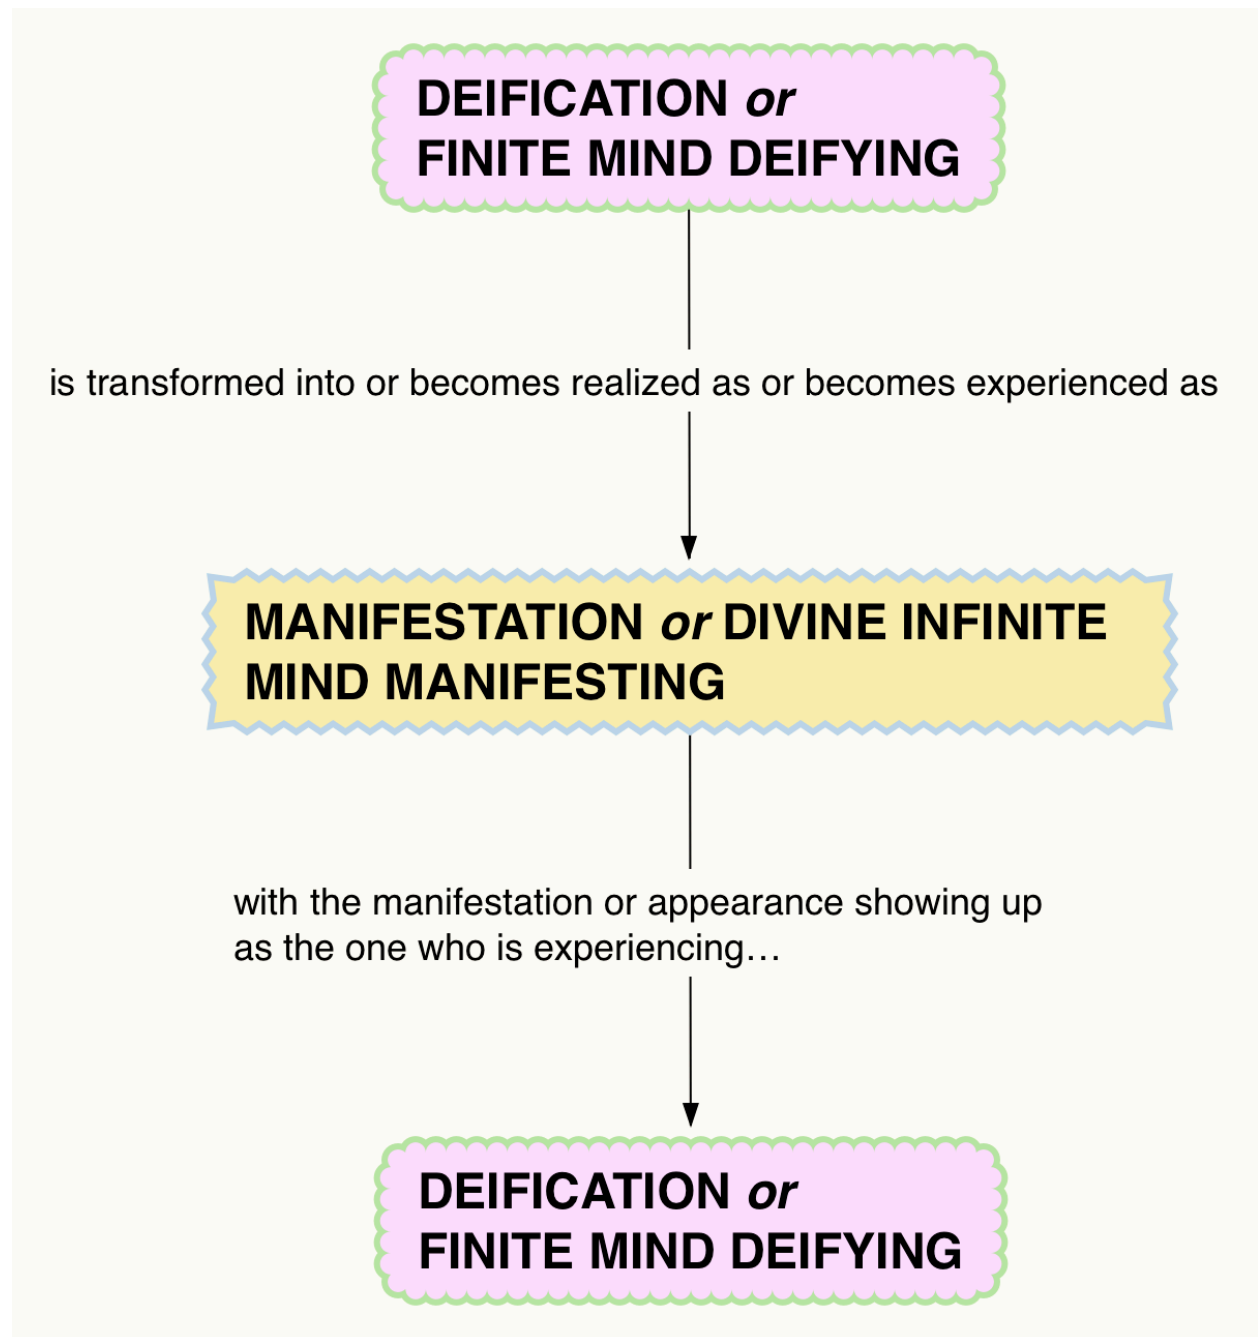 DEIFICATION or
FINITE MIND DEIFYING
is transformed into or becomes realized as or becomes experienced as
MANIFESTATION or DIVINE INFINITE
MIND MANIFESTING
with the manifestation or appearance showing up
as the one who is experiencing…
DEIFICATION or
FINITE MIND DEIFYING